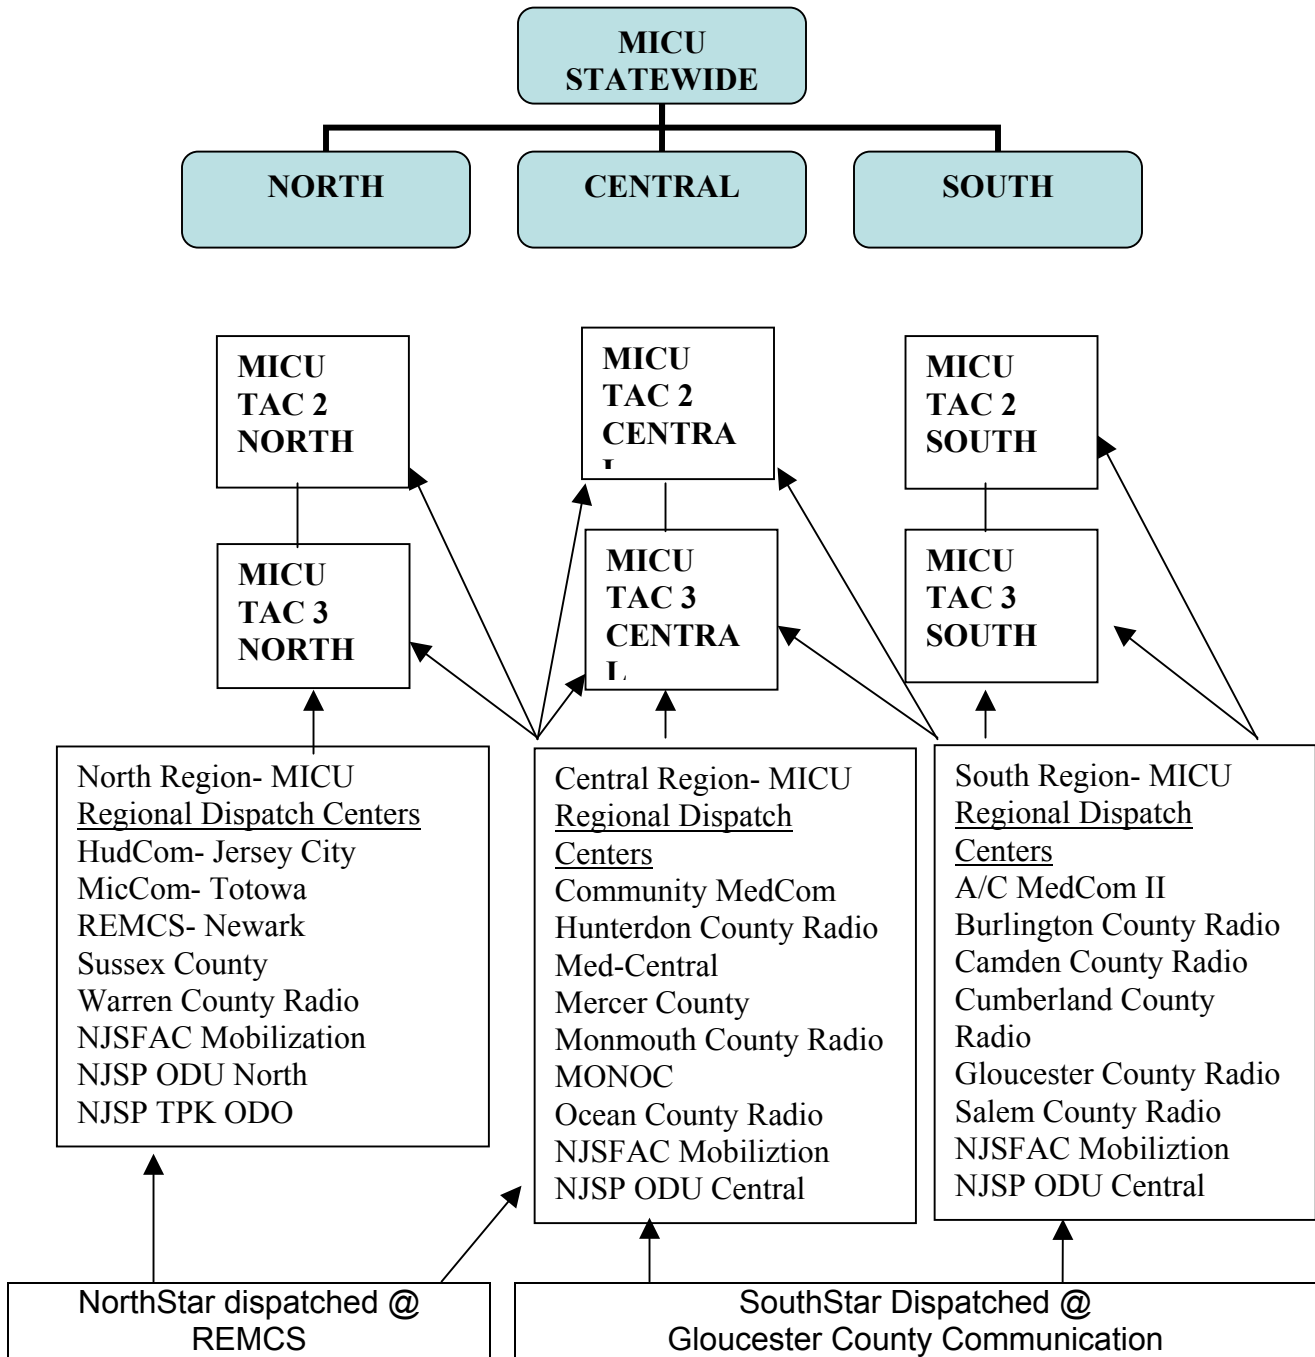 MICU
STATEWIDE
NORTH
CENTRAL
SOUTH
MICU
TAC 2
NORTH
MICU
TAC 2
CENTRA
L
MICU
TAC 2
SOUTH
MICU
TAC 3
NORTH
MICU
TAC 3
CENTRA
L
MICU
TAC 3
SOUTH
North Region- MICU
Regional Dispatch Centers
HudCom- Jersey City
MicCom- Totowa
REMCS- Newark
Sussex County
Warren County Radio
NJSFAC Mobilization
NJSP ODU North
NJSP TPK ODO
Central Region- MICU
Regional Dispatch
Centers
Community MedCom
Hunterdon County Radio
Med-Central
Mercer County
Monmouth County Radio
MONOC
Ocean County Radio
NJSFAC Mobiliztion
NJSP ODU Central
South Region- MICU
Regional Dispatch
Centers
A/C MedCom II
Burlington County Radio
Camden County Radio
Cumberland County
Radio
Gloucester County Radio
Salem County Radio
NJSFAC Mobiliztion
NJSP ODU Central
NorthStar dispatched @
REMCS
SouthStar Dispatched @
Gloucester County Communication